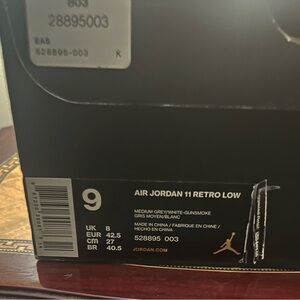 803
28895003
EAB
528895-003 K
9
UK 8
EUR 42.5
CM 27
BR 40.5
AIR JORDAN 11 RETRO LOW
MEDIUM GREY/WHITE-GUNSMOKE
GRIS MOYEN/BLANC
MADE IN CHINA / FABRIQUE EN CHINE /
HECHO EN CHINA
528895 003
JORDAN.COM